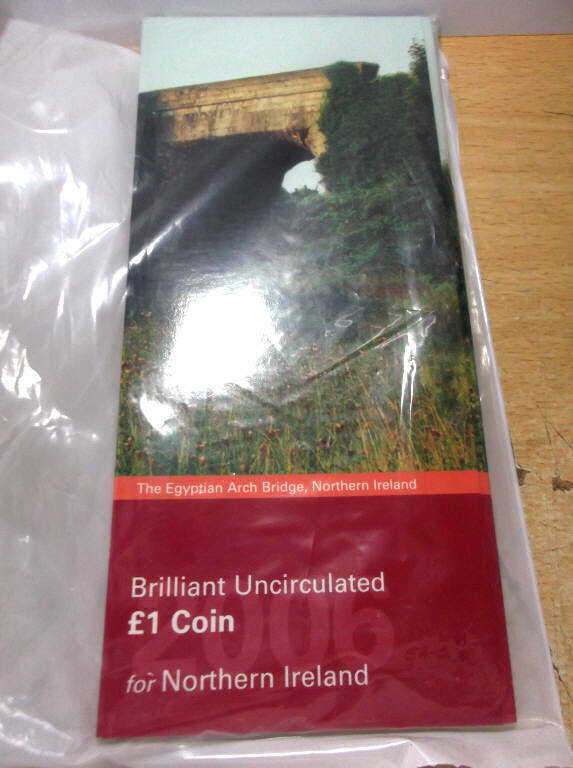 The Egyptian Arch Bridge, Northern Ireland
Brilliant Uncirculated
£1 Coin
2006
for Northern Ireland